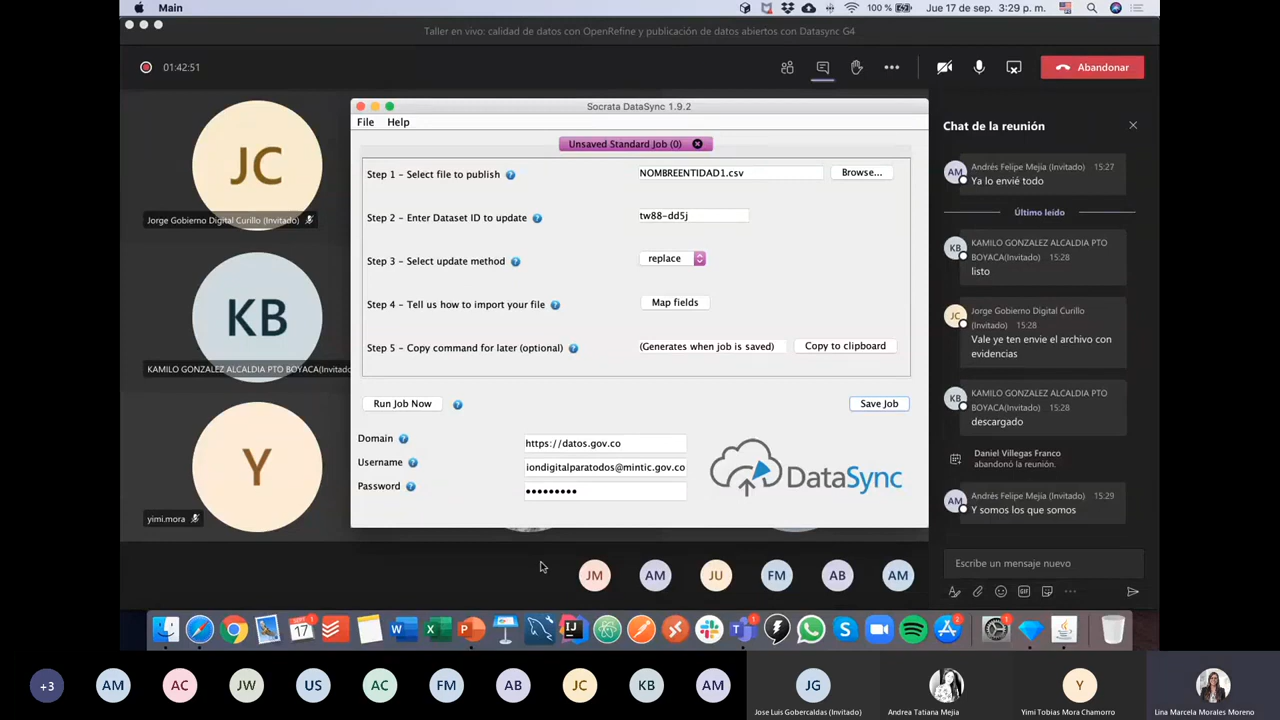 Main
100 %
Jue 17 de sep. 3:29 p. m.
Taller en vivo: calidad de datos con OpenRefine y publicación de datos abiertos con Datasync G4
01:42:51
Abandonar
JC
Jorge Gobierno Digital Curillo (Invitado)
KB
KAMILO GONZALEZ ALCALDIA PTO BOYACA(Invitado
Y
yimi.mora
Socrata DataSync 1.9.2
File Help
Unsaved Standard Job (0)
Step 1 - Select file to publish
NOMBREENTIDAD1.csv
Browse...
Step 2 - Enter Dataset ID to update
tw88-dd5j
Step 3 - Select update method
replace
Step 4 - Tell us how to import your file
Map fields
Step 5 - Copy command for later (optional)
(Generates when job is saved)
Copy to clipboard
Run Job Now
Save Job
Domain
https://datos.gov.co
Username
iondigitalparatodos@mintic.gov.co
Password
DataSync
Chat de la reunión
AM
Andrés Felipe Mejia (Invitado) 15:27
Ya lo envié todo
Último leído
KB
KAMILO GONZALEZ ALCALDIA PTO
BOYACA(Invitado) 15:28
listo
JC
Jorge Gobierno Digital Curillo
(Invitado) 15:28
Vale ye ten envie el archivo con
evidencias
KB
KAMILO GONZALEZ ALCALDIA PTO
BOYACA(Invitado) 15:28
descargado
Daniel Villegas Franco
abandonó la reunión.
AM
Andrés Felipe Mejia (Invitado) 15:29
Y somos los que somos
Escribe un mensaje nuevo
JM AM JU FM AB AM
17
+3 AM AC JW US AC FM AB JC KB AM
JG
Jose Luis Gobercaldas (Invitado)
Andrea Tatiana Mejia
Y
Yimi Tobias Mora Chamorro
Lina Marcela Morales Moreno